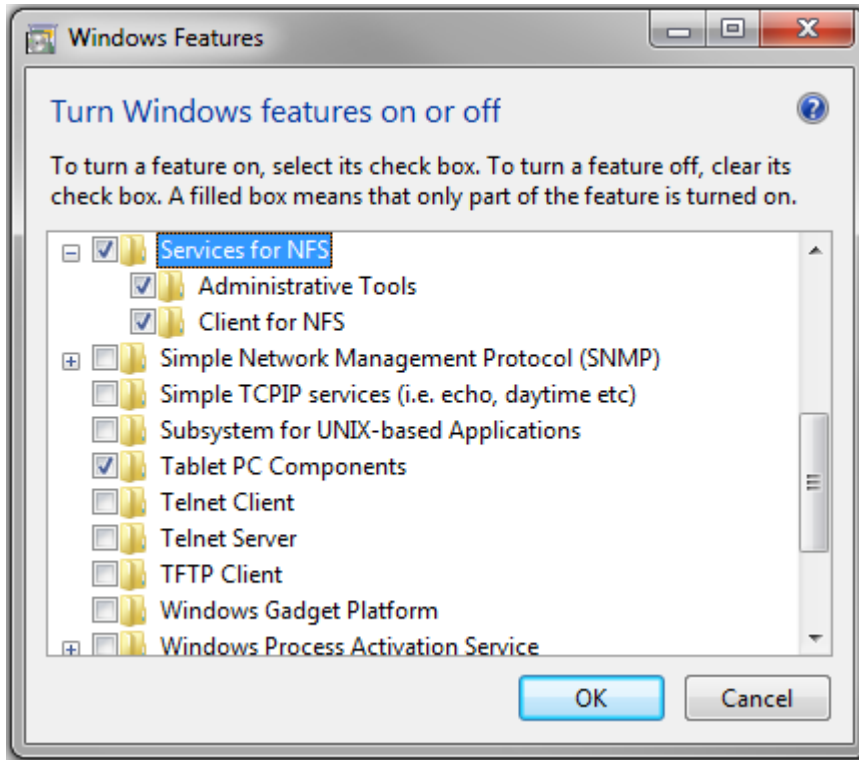 Windows Features
Turn Windows features on or off
To turn a feature on, select its check box. To turn a feature off, clear its
check box. A filled box means that only part of the feature is turned on.
Services for NFS
Administrative Tools
Client for NFS
Simple Network Management Protocol (SNMP)
Simple TCPIP services (i.e. echo, daytime etc)
Subsystem for UNIX-based Applications
Tablet PC Components
Telnet Client
Telnet Server
TFTP Client
Windows Gadget Platform
Windows Process Activation Service
OK Cancel